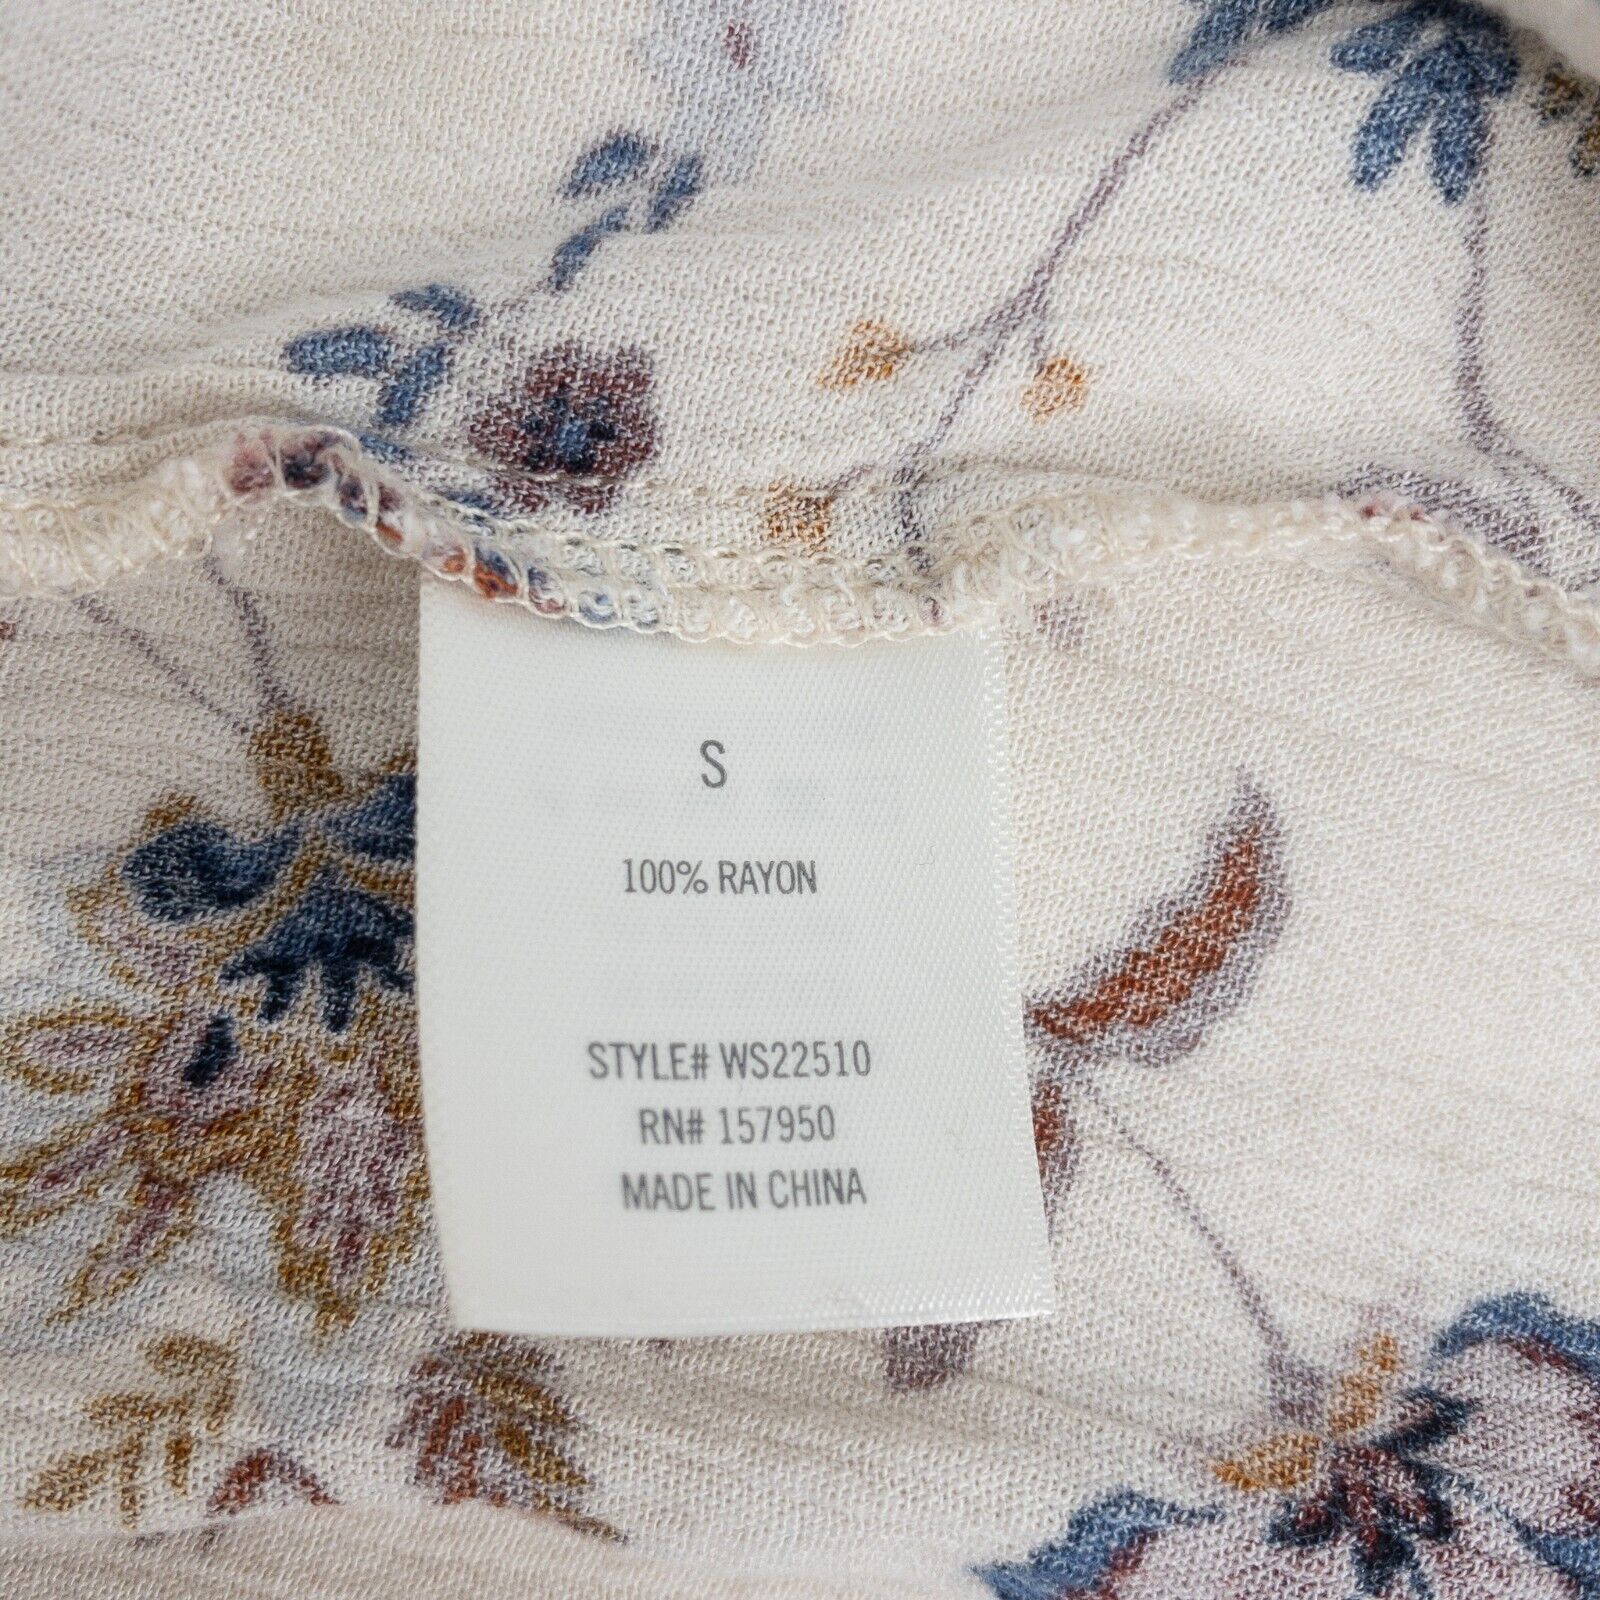 S
100% RAYON
STYLE# WS22510
RN# 157950
MADE IN CHINA